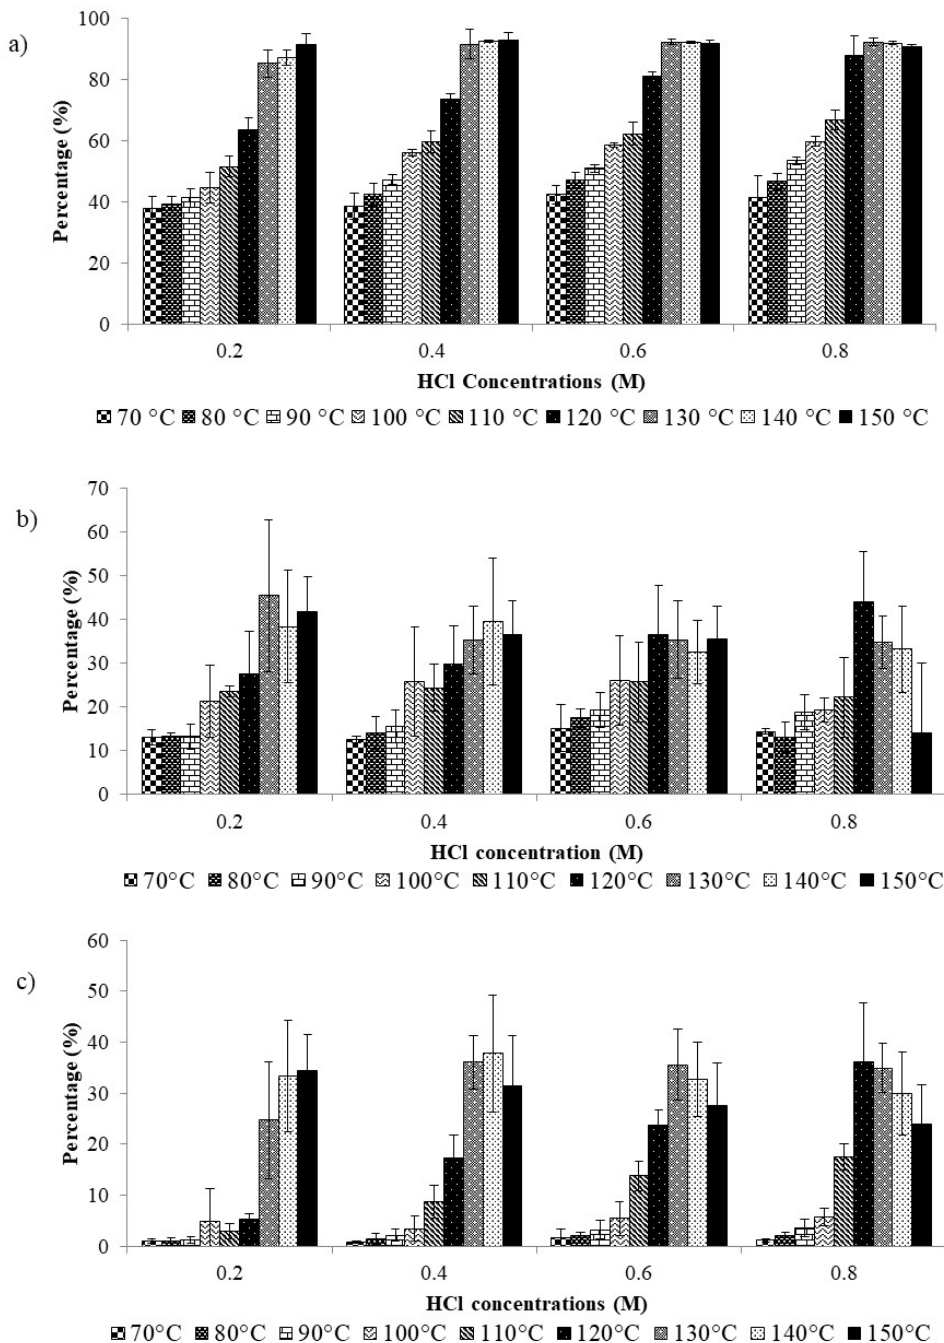 a)
Percentage (%)
100
80
60
40
20
0
0.2 0.4 0.6 0.8
HCl Concentrations (M)
70 °C 80 °C 90 °C 100 °C 110 °C 120 °C 130 °C 140 °C 150 °C
b)
Percentage (%)
70
60
50
40
30
20
10
0
0.2 0.4 0.6 0.8
HCl concentration (M)
70°C 80°C 90°C 100°C 110°C 120°C 130°C 140°C 150°C
c)
Percentage (%)
60
50
40
30
20
10
0
0.2 0.4 0.6 0.8
HCl concentrations (M)
70°C 80°C 90°C 100°C 110°C 120°C 130°C 140°C 150°C